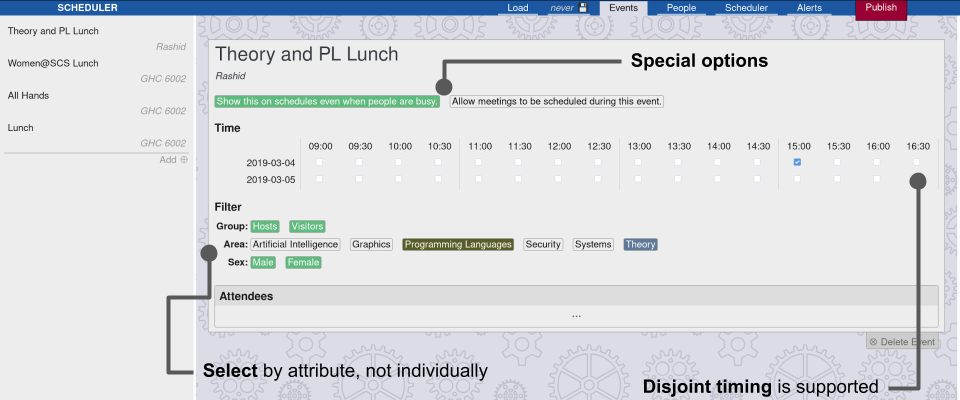 SCHEDULER
Load never 💾 Events People Scheduler Alerts Publish
Theory and PL Lunch
Rashid
Women@SCS Lunch
GHC 6002
All Hands
GHC 6002
Lunch
GHC 6002
Add ⊕
Theory and PL Lunch
Rashid
Special options
Show this on schedules even when people are busy. Allow meetings to be scheduled during this event.
Time
09:00 09:30 10:00 10:30 11:00 11:30 12:00 12:30 13:00 13:30 14:00 14:30 15:00 15:30 16:00 16:30
2019-03-04
2019-03-05
Filter
Group: Hosts Visitors
Area: Artificial Intelligence Graphics Programming Languages Security Systems Theory
Sex: Male Female
Attendees
...
⊗ Delete Event
Select by attribute, not individually
Disjoint timing is supported